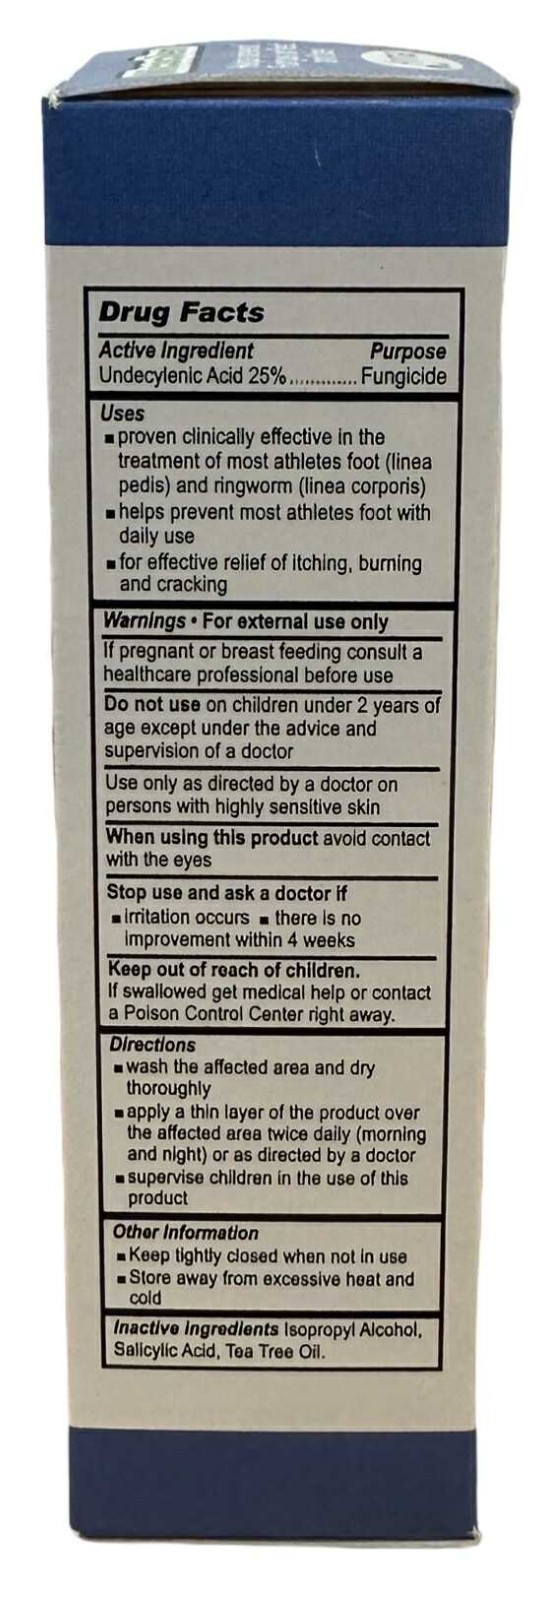 Drug Facts
Active Ingredient Purpose
Undecylenic Acid 25%............. Fungicide
Uses
▪ proven clinically effective in the
treatment of most athletes foot (linea
pedis) and ringworm (linea corporis)
▪ helps prevent most athletes foot with
daily use
▪ for effective relief of itching, burning
and cracking
Warnings • For external use only
If pregnant or breast feeding consult a
healthcare professional before use
Do not use on children under 2 years of
age except under the advice and
supervision of a doctor
Use only as directed by a doctor on
persons with highly sensitive skin
When using this product avoid contact
with the eyes
Stop use and ask a doctor if
▪ irritation occurs ▪ there is no
improvement within 4 weeks
Keep out of reach of children.
If swallowed get medical help or contact
a Poison Control Center right away.
Directions
▪ wash the affected area and dry
thoroughly
▪ apply a thin layer of the product over
the affected area twice daily (morning
and night) or as directed by a doctor
▪ supervise children in the use of this
product
Other Information
▪ Keep tightly closed when not in use
▪ Store away from excessive heat and
cold
Inactive ingredients Isopropyl Alcohol,
Salicylic Acid, Tea Tree Oil.